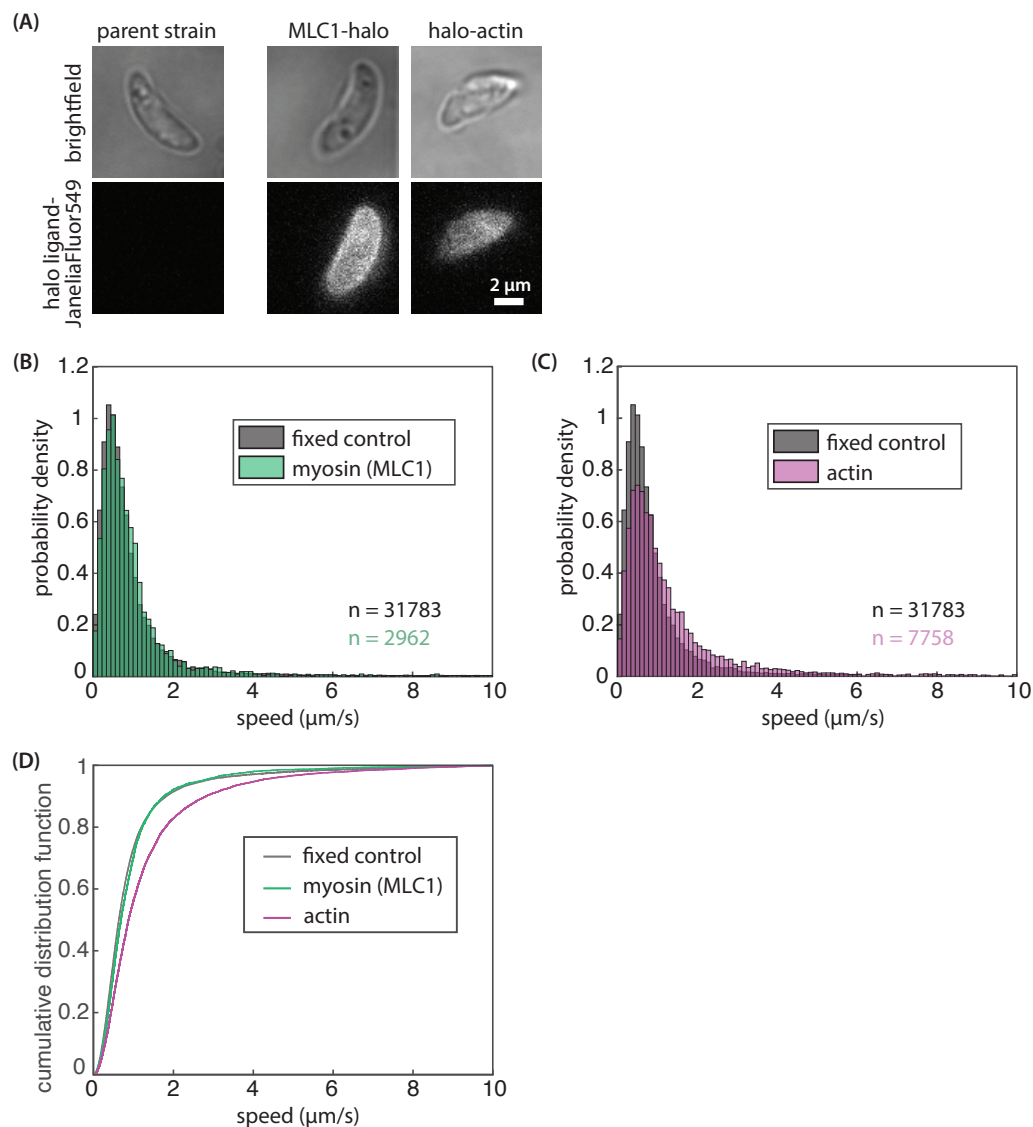 (A)
parent strain
MLC1-halo
halo-actin
brightfield
halo ligand-
JaneliaFluor549
2 µm
(B)
1.2
1
0.8
0.6
0.4
0.2
0
probability density
fixed control
myosin (MLC1)
n = 31783
n = 2962
0 2 4 6 8 10
speed (µm/s)
(C)
1.2
1
0.8
0.6
0.4
0.2
0
probability density
fixed control
actin
n = 31783
n = 7758
0 2 4 6 8 10
speed (µm/s)
(D)
1
0.8
0.6
0.4
0.2
0
cumulative distribution function
fixed control
myosin (MLC1)
actin
0 2 4 6 8 10
speed (µm/s)